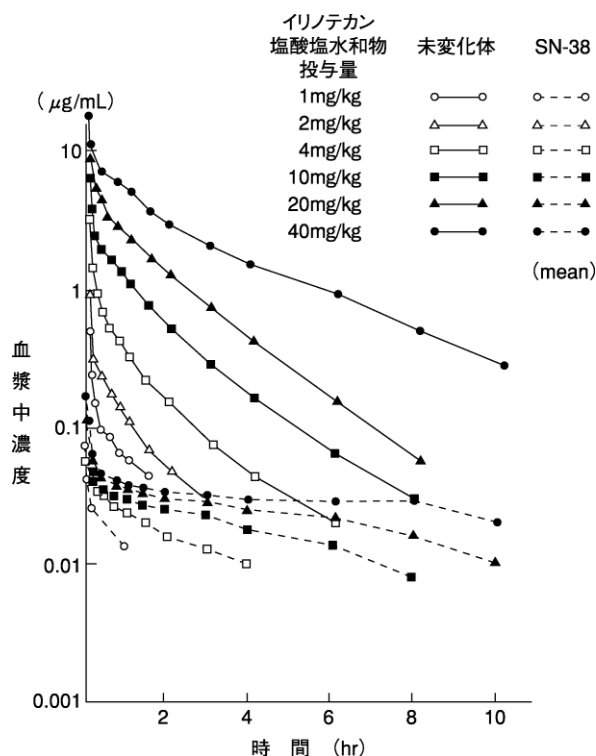 イリノテカン
塩酸塩水和物
投与量
未変化体
SN-38
1mg/kg
2mg/kg
4mg/kg
10mg/kg
20mg/kg
40mg/kg
(mean)
(μg/mL)
10
1
0.1
0.01
0.001
血漿中濃度
2
4
6
8
10
時間 (hr)